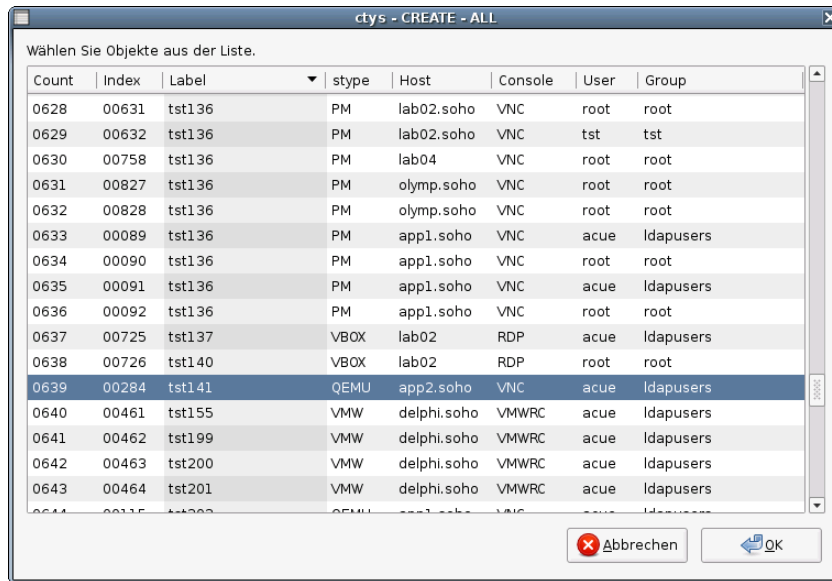 ctys - CREATE - ALL
Wählen Sie Objekte aus der Liste.
Count Index Label stype Host Console User Group
0628 00631 tst136 PM lab02.soho VNC root root
0629 00632 tst136 PM lab02.soho VNC tst tst
0630 00758 tst136 PM lab04 VNC root root
0631 00827 tst136 PM olymp.soho VNC root root
0632 00828 tst136 PM olymp.soho VNC root root
0633 00089 tst136 PM app1.soho VNC acue ldapusers
0634 00090 tst136 PM app1.soho VNC root root
0635 00091 tst136 PM app1.soho VNC acue ldapusers
0636 00092 tst136 PM app1.soho VNC root root
0637 00725 tst137 VBOX lab02 RDP acue ldapusers
0638 00726 tst140 VBOX lab02 RDP root root
0639 00284 tst141 QEMU app2.soho VNC acue ldapusers
0640 00461 tst155 VMW delphi.soho VMWRC acue ldapusers
0641 00462 tst199 VMW delphi.soho VMWRC acue ldapusers
0642 00463 tst200 VMW delphi.soho VMWRC acue ldapusers
0643 00464 tst201 VMW delphi.soho VMWRC acue ldapusers
Abbrechen OK